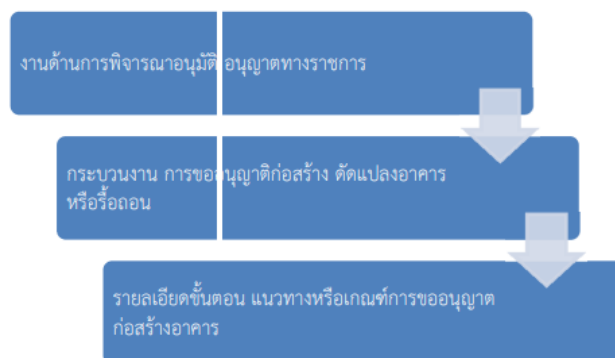 งานด้านการพิจารณาอนุมัติ อนุญาตทางราชการ
กระบวนงาน การขออนุญาติก่อสร้าง ดัดแปลงอาคาร
หรือรื้อถอน
รายละเอียดขั้นตอน แนวทางหรือเกณฑ์การขออนุญาต
ก่อสร้างอาคาร